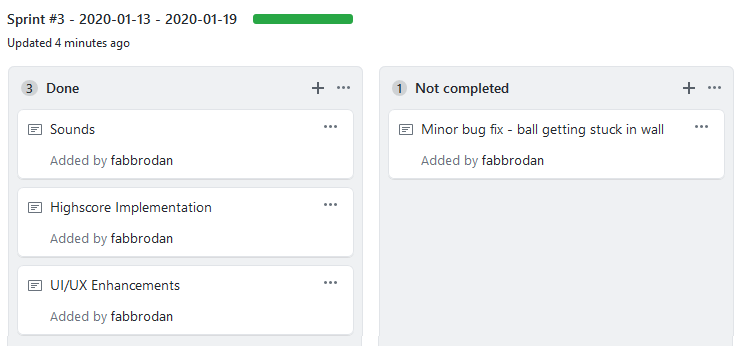 Sprint #3 - 2020-01-13 - 2020-01-19
Updated 4 minutes ago
3 Done
Sounds
Added by fabbrodan
Highscore Implementation
Added by fabbrodan
UI/UX Enhancements
Added by fabbrodan
1 Not completed
Minor bug fix - ball getting stuck in wall
Added by fabbrodan